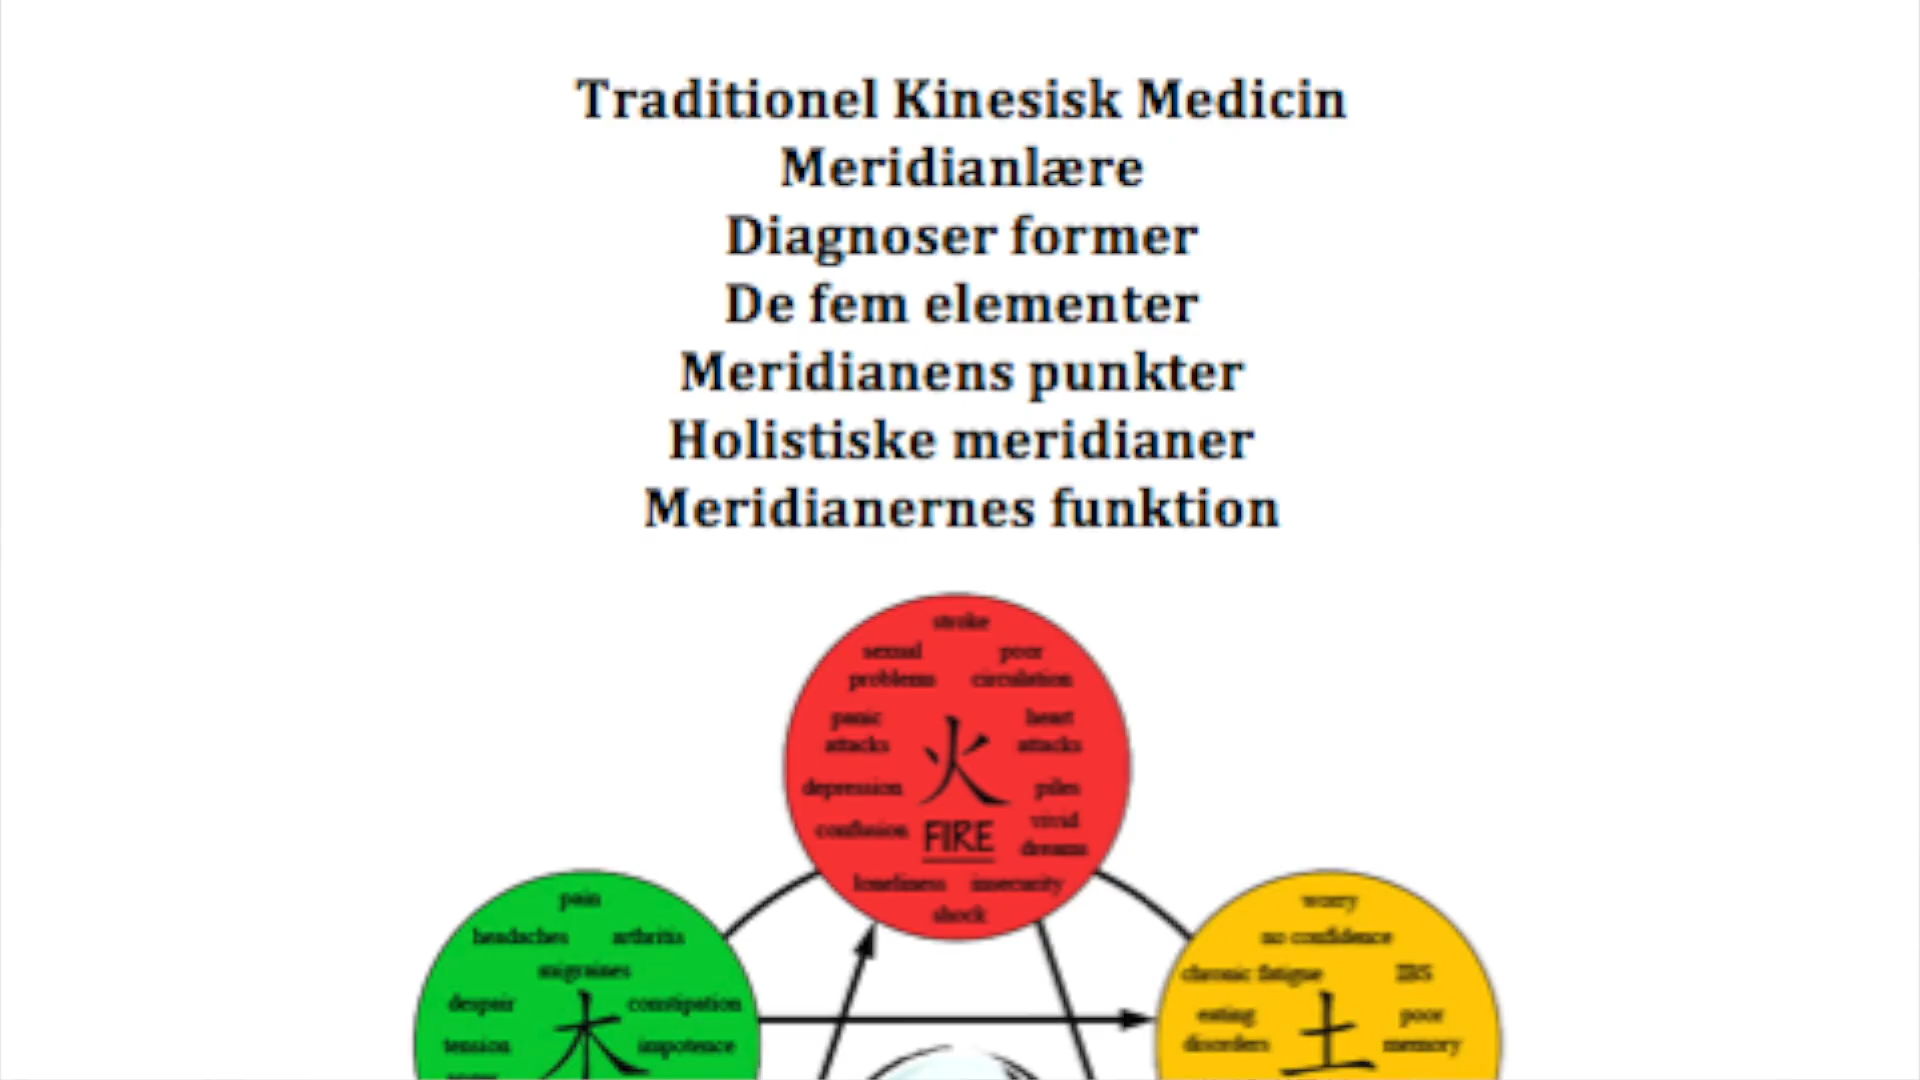 Traditionel Kinesisk Medicin
Meridianlære
Diagnoser former
De fem elementer
Meridianens punkter
Holistiske meridianer
Meridianernes funktion
stroke
sexual problems
poor circulation
panic attacks
heart attacks
火
depression
piles
confusion
FIRE
vivid dreams
loneliness insecurity
shock
pain
headaches arthritis
migraines
despair
constipation
木
tension
impotence
worry
no confidence
chronic fatigue
IBS
eating disorders
土
poor memory